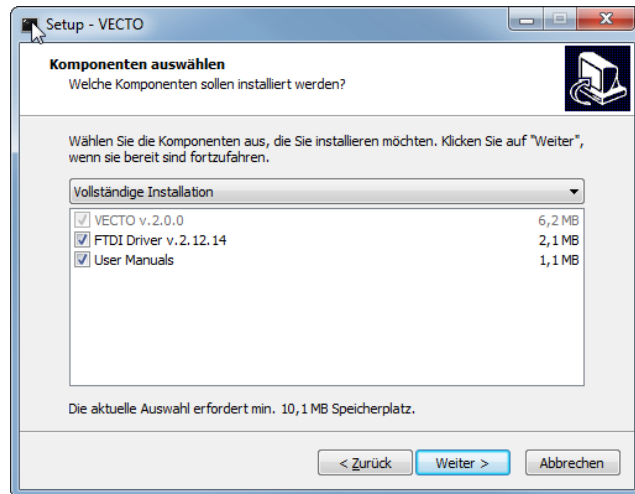 Setup - VECTO
Komponenten auswählen
Welche Komponenten sollen installiert werden?
Wählen Sie die Komponenten aus, die Sie installieren möchten. Klicken Sie auf "Weiter",
wenn sie bereit sind fortzufahren.
Vollständige Installation
VECTO v.2.0.0 6,2 MB
FTDI Driver v.2.12.14 2,1 MB
User Manuals 1,1 MB
Die aktuelle Auswahl erfordert min. 10,1 MB Speicherplatz.
< Zurück Weiter > Abbrechen